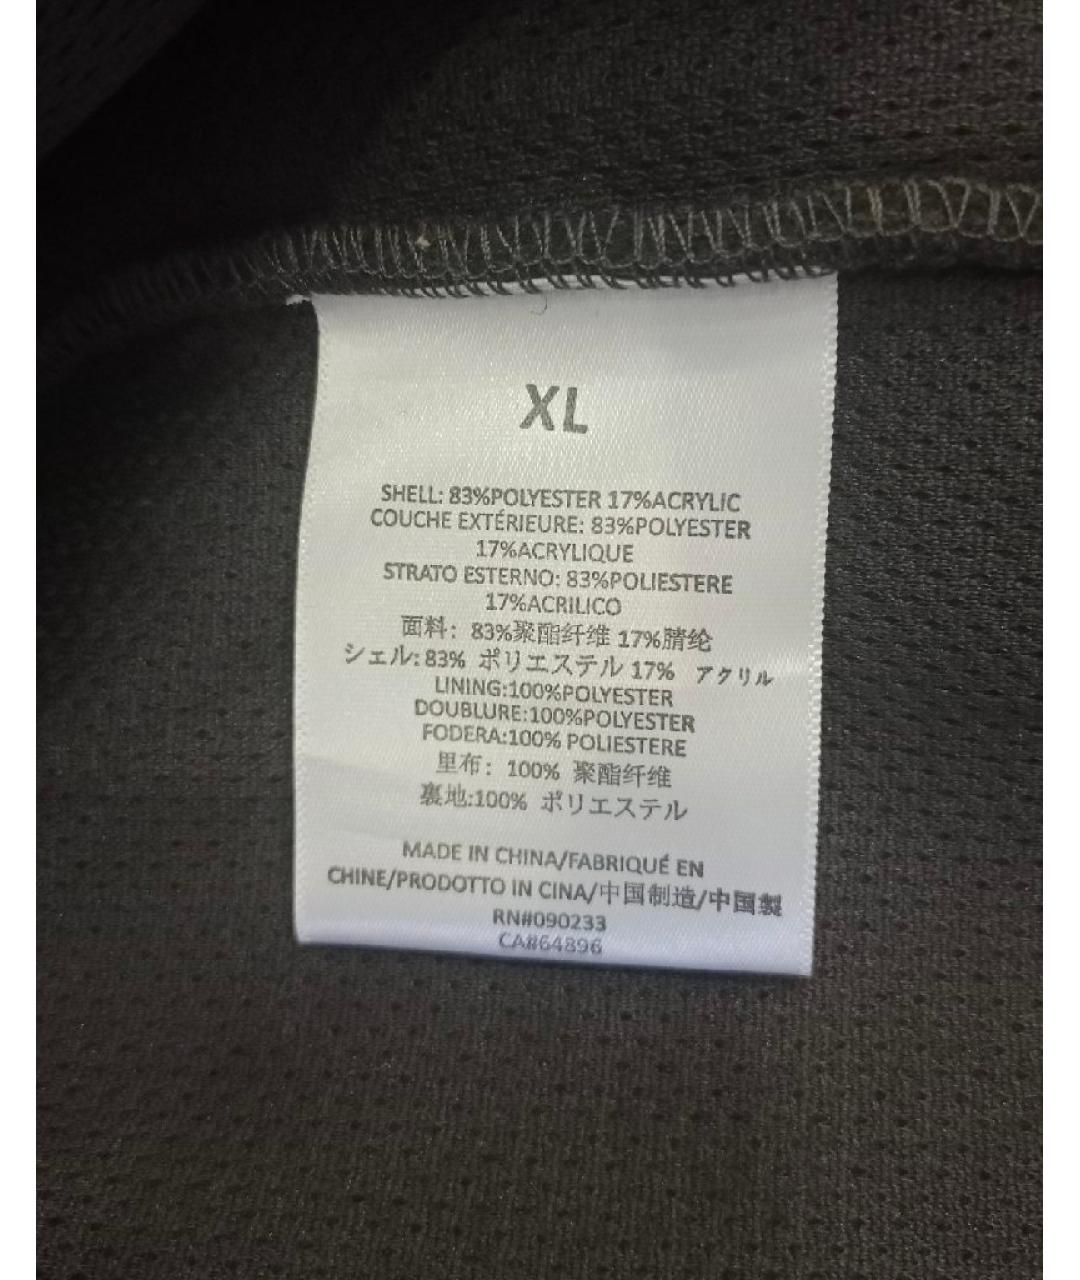 XL
SHELL: 83%POLYESTER 17%ACRYLIC
COUCHE EXTÉRIEURE: 83%POLYESTER
17%ACRYLIQUE
STRATO ESTERNO: 83%POLIESTERE
17%ACRILICO
面料: 83%聚酯纤维 17%腈纶
シェル: 83% ポリエステル 17% アクリル
LINING:100%POLYESTER
DOUBLURE:100%POLYESTER
FODERA:100% POLIESTERE
里布: 100% 聚酯纤维
裏地:100% ポリエステル
MADE IN CHINA/FABRIQUÉ EN
CHINE/PRODOTTO IN CINA/中国制造/中国製
RN#090233
CA#64896